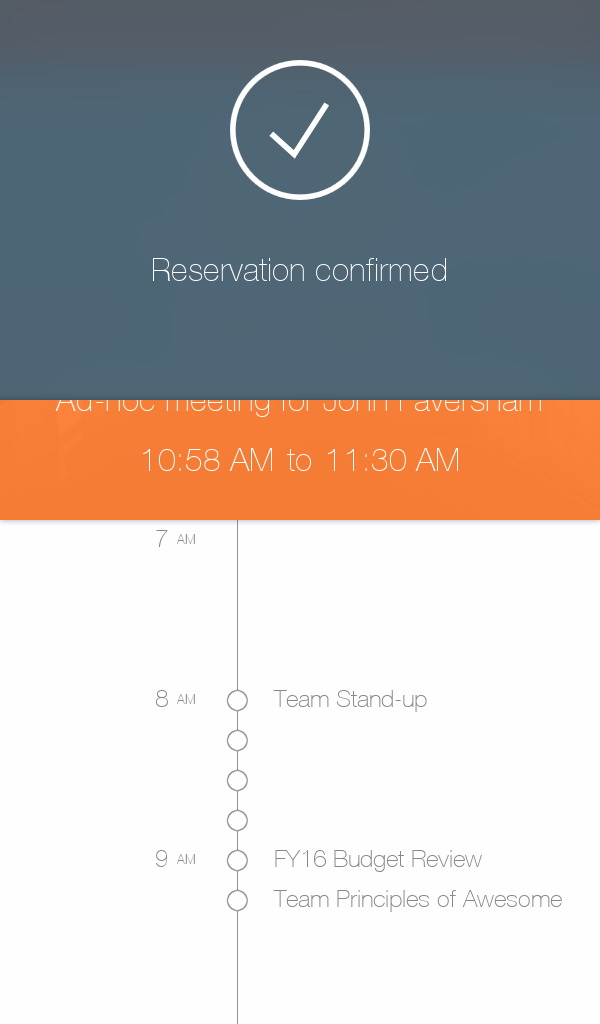 Reservation confirmed
Ad-hoc meeting for John Faversham
10:58 AM to 11:30 AM
7 AM
8 AM Team Stand-up
9 AM FY16 Budget Review
Team Principles of Awesome